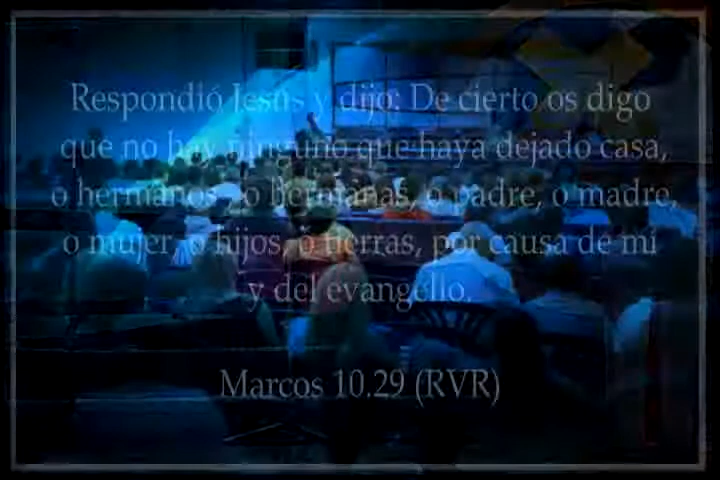 Respondió Jesús y dijo: De cierto os digo
que no hay ninguno que haya dejado casa,
o hermanos, o hermanas, o padre, o madre,
o mujer, o hijos, o tierras, por causa de mí
y del evangelio.
Marcos 10.29 (RVR)